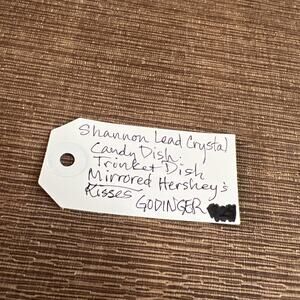 Shannon Lead Crystal
Candy Dish.
Trinket Dish
Mirrored Hershey's
Kisses GODINGER